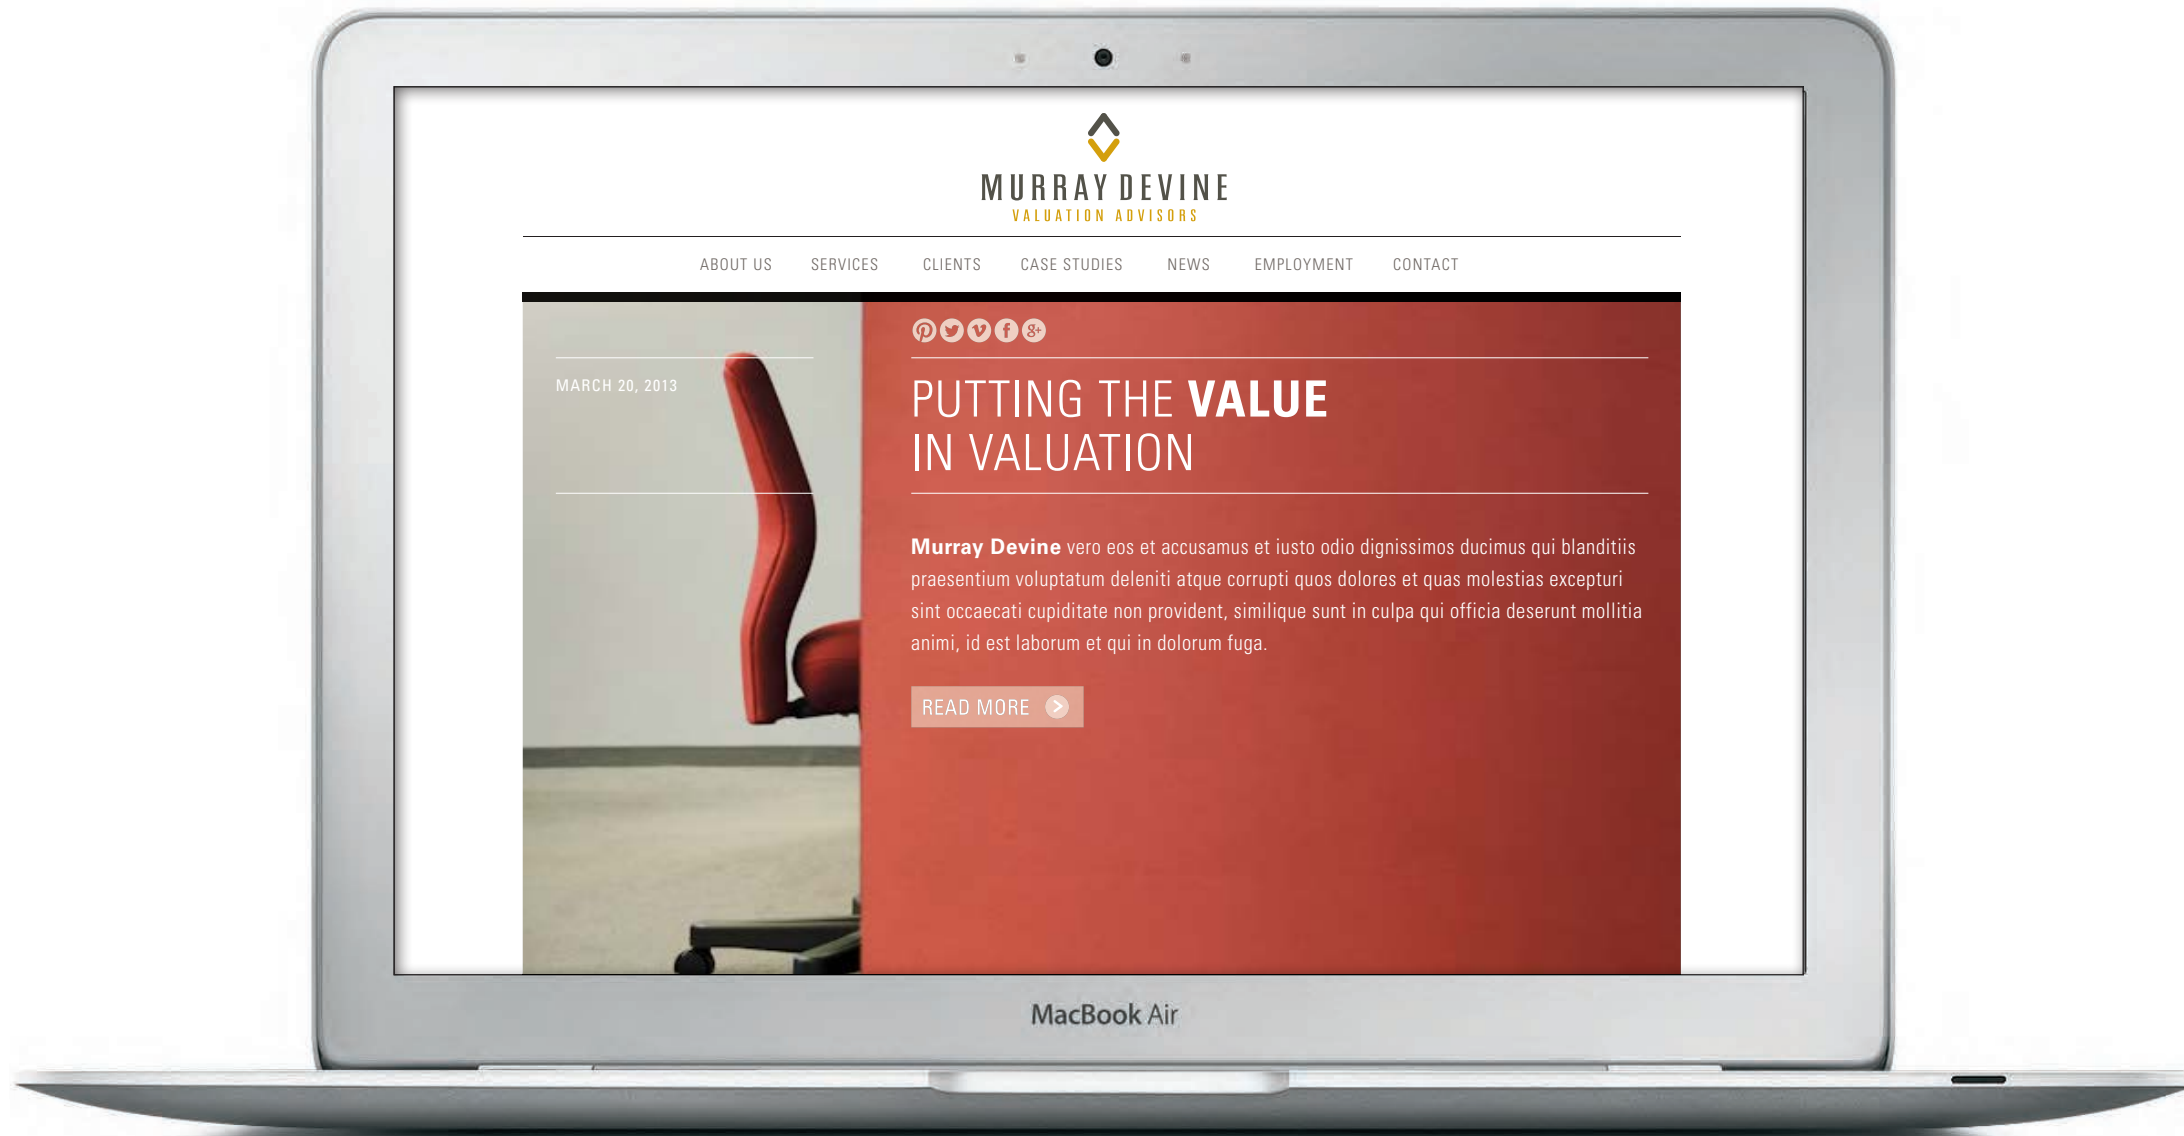 MURRAY DEVINE
VALUATION ADVISORS
ABOUT US SERVICES CLIENTS CASE STUDIES NEWS EMPLOYMENT CONTACT
MARCH 20, 2013
PUTTING THE VALUE
IN VALUATION
Murray Devine vero eos et accusamus et iusto odio dignissimos ducimus qui blanditiis
praesentium voluptatum deleniti atque corrupti quos dolores et quas molestias excepturi
sint occaecati cupiditate non provident, similique sunt in culpa qui officia deserunt mollitia
animi, id est laborum et qui in dolorum fuga.
READ MORE
MacBook Air